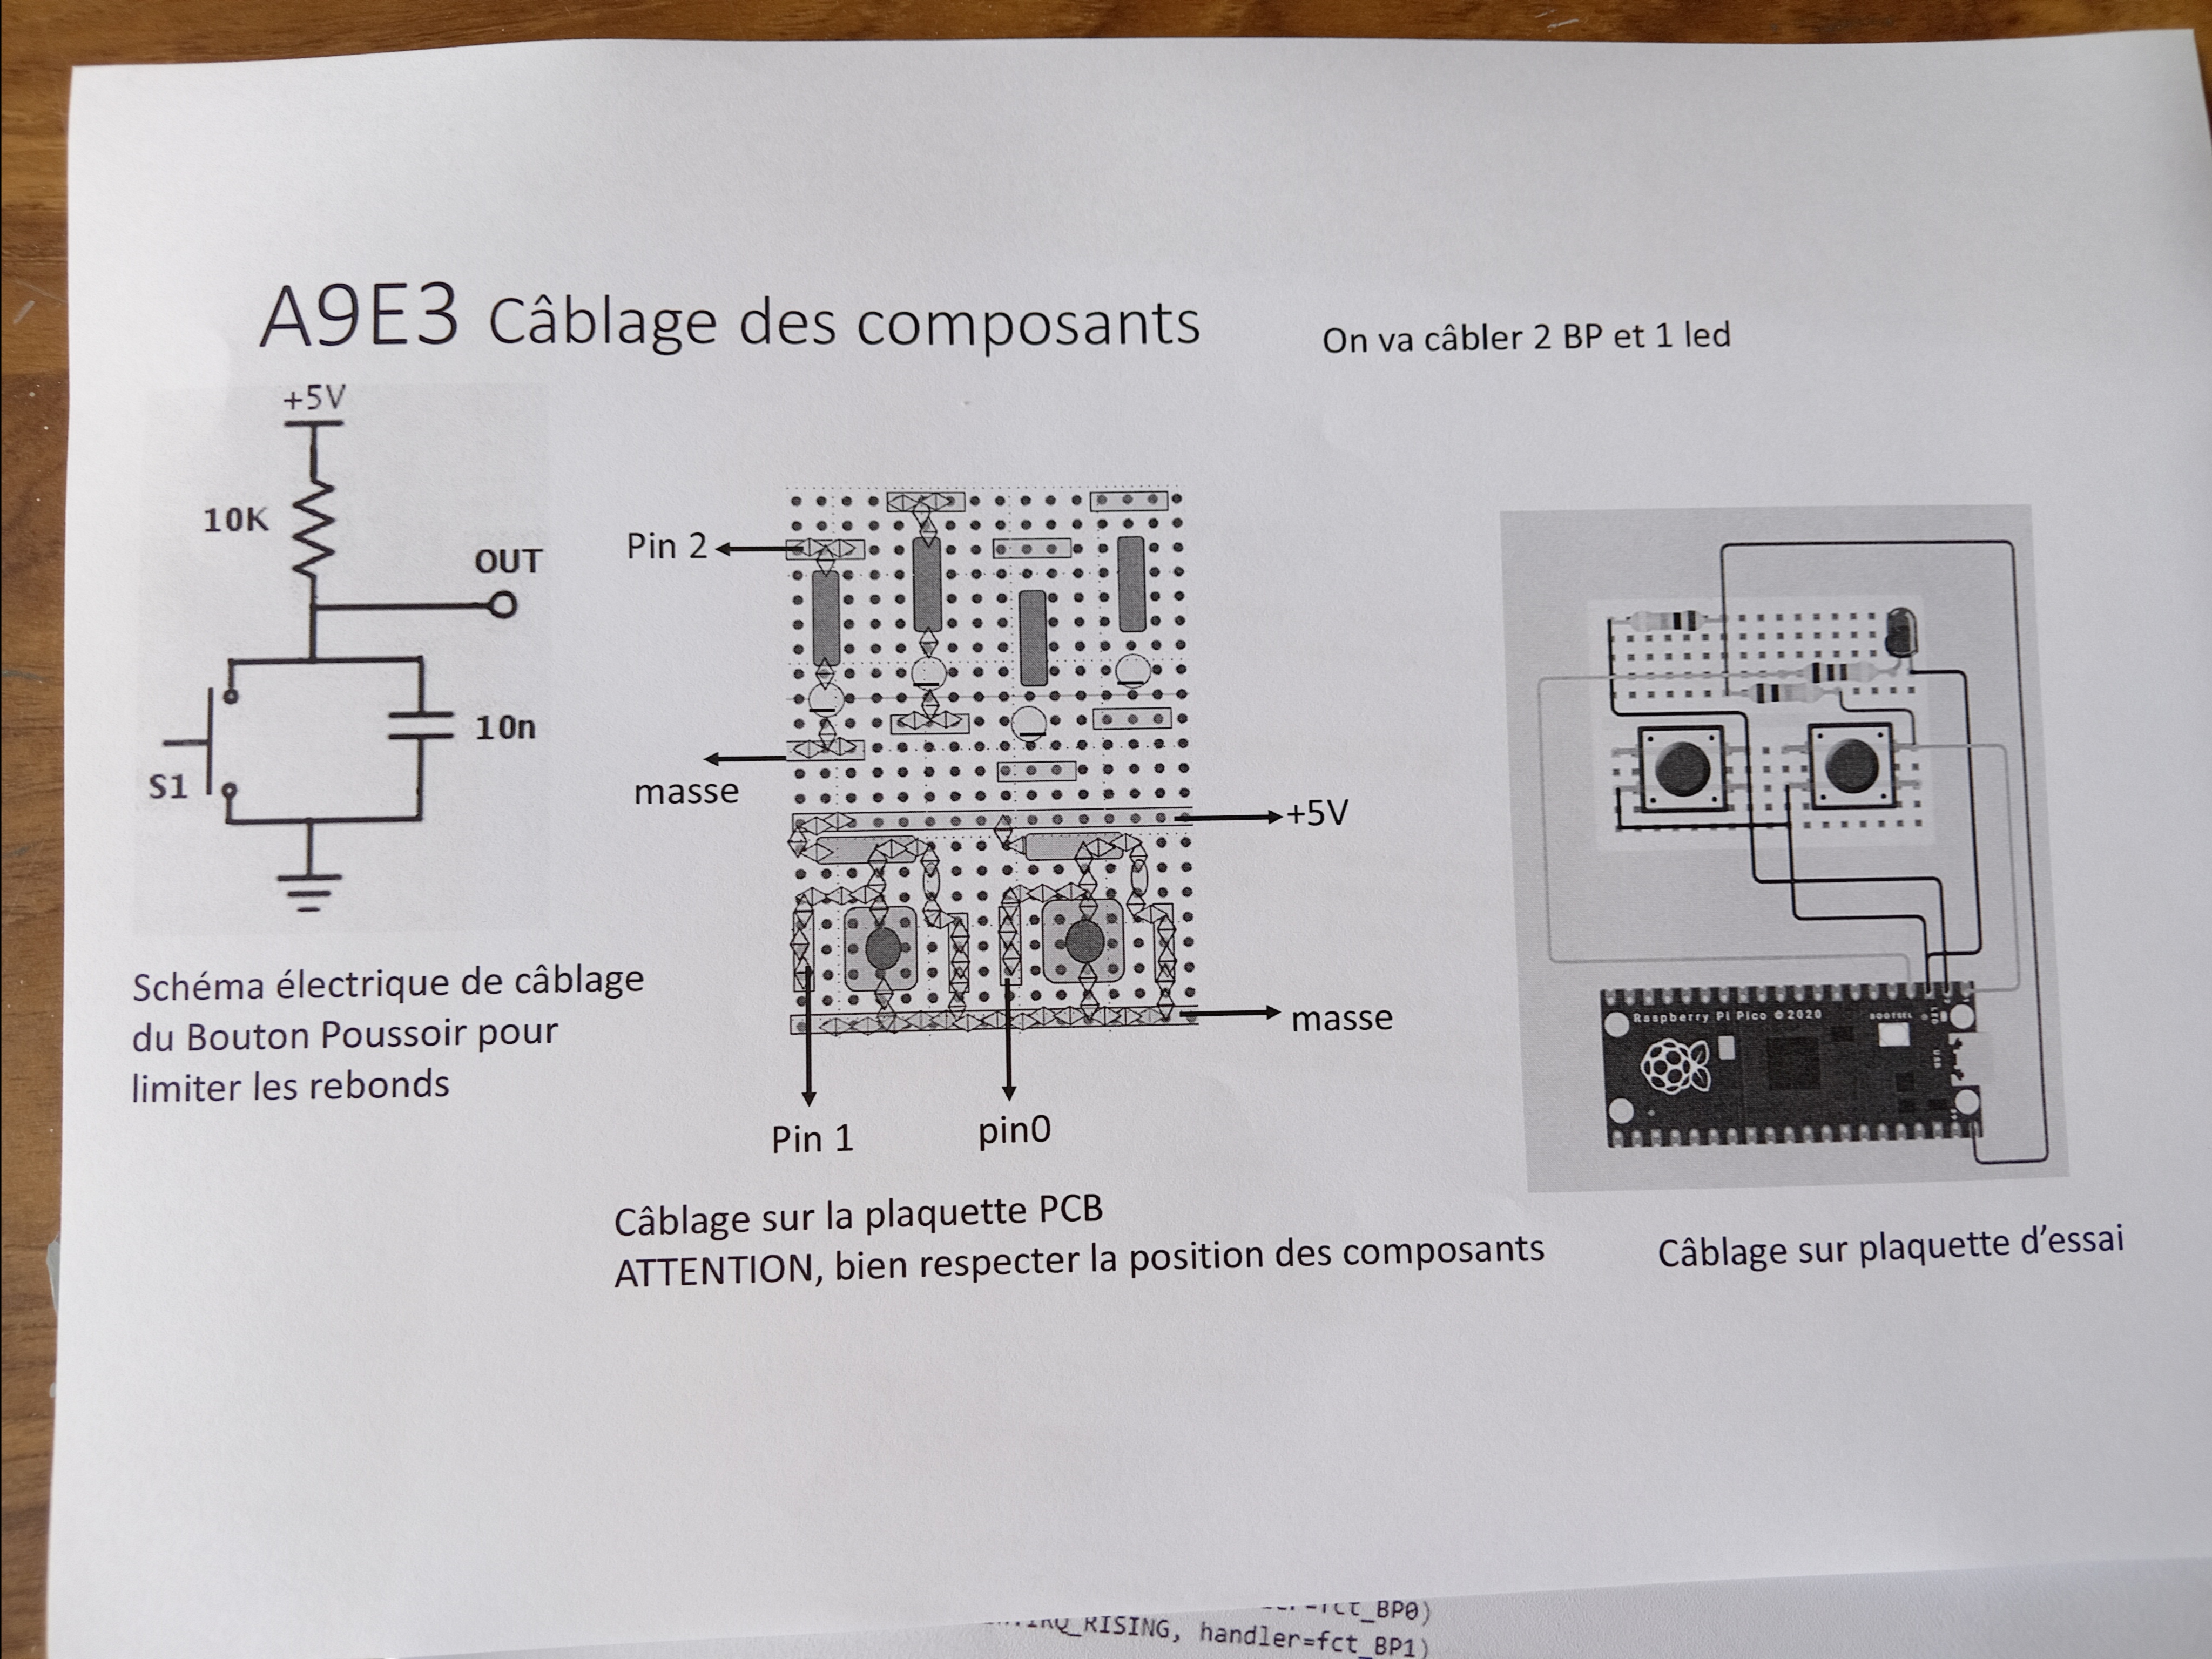 A9E3 Câblage des composants
On va câbler 2 BP et 1 led
+5V
10K
OUT
10n
S1
Schéma électrique de câblage
du Bouton Poussoir pour
limiter les rebonds
Pin 2
masse
+5V
masse
Pin 1
pin0
Câblage sur la plaquette PCB
ATTENTION, bien respecter la position des composants
Raspberry Pi Pico ©2020
BOOTSEL
LED
USB
Câblage sur plaquette d'essai
fct_BP0)
IRQ_RISING, handler=fct_BP1)